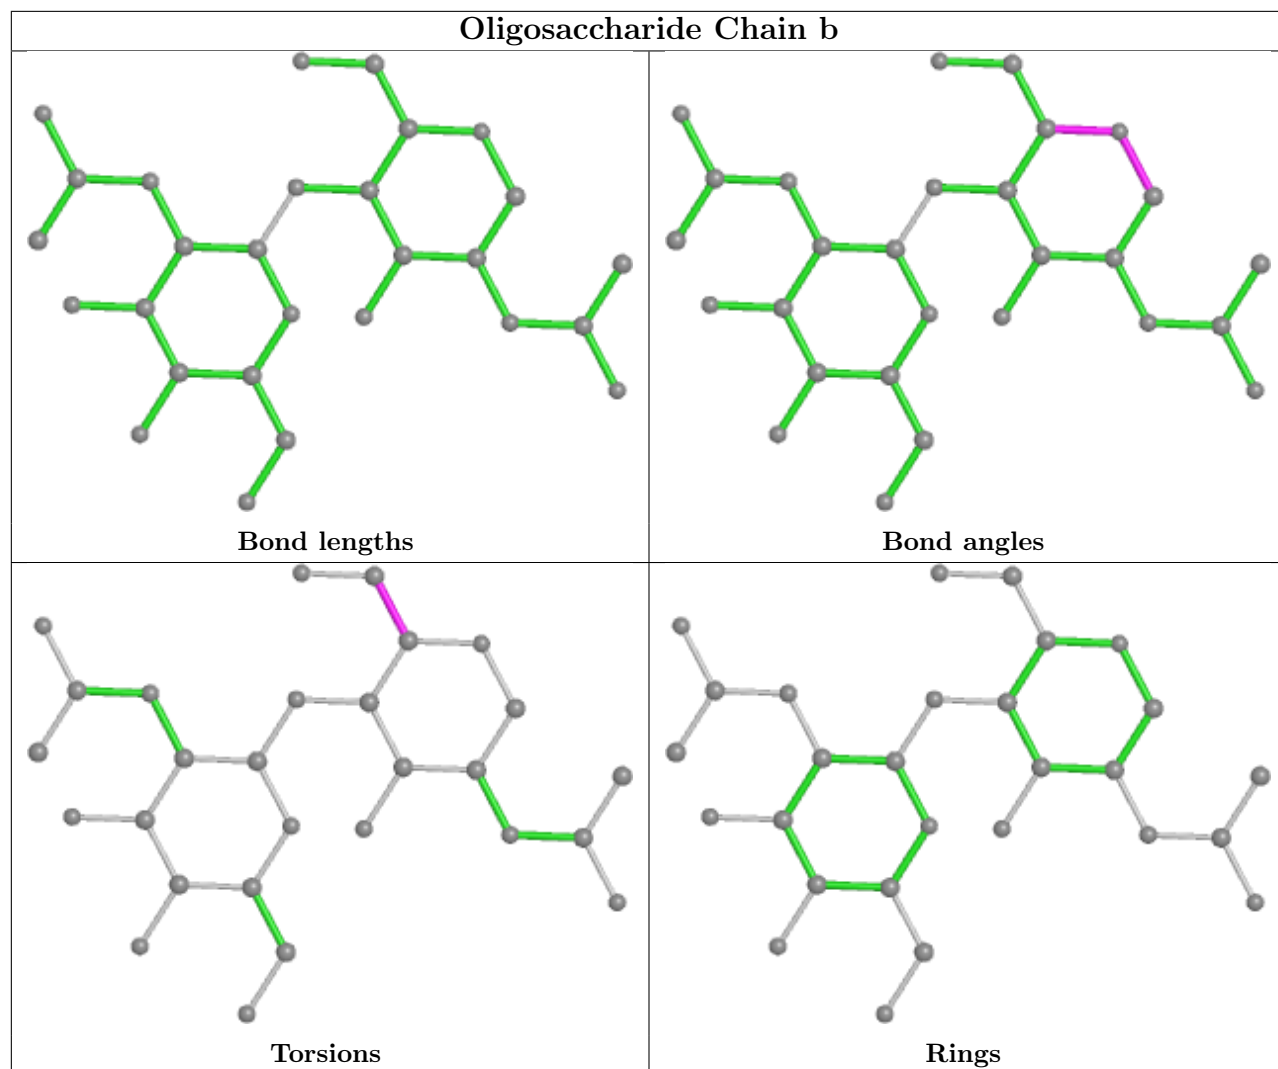 Oligosaccharide Chain b
Bond lengths
Bond angles
Torsions
Rings